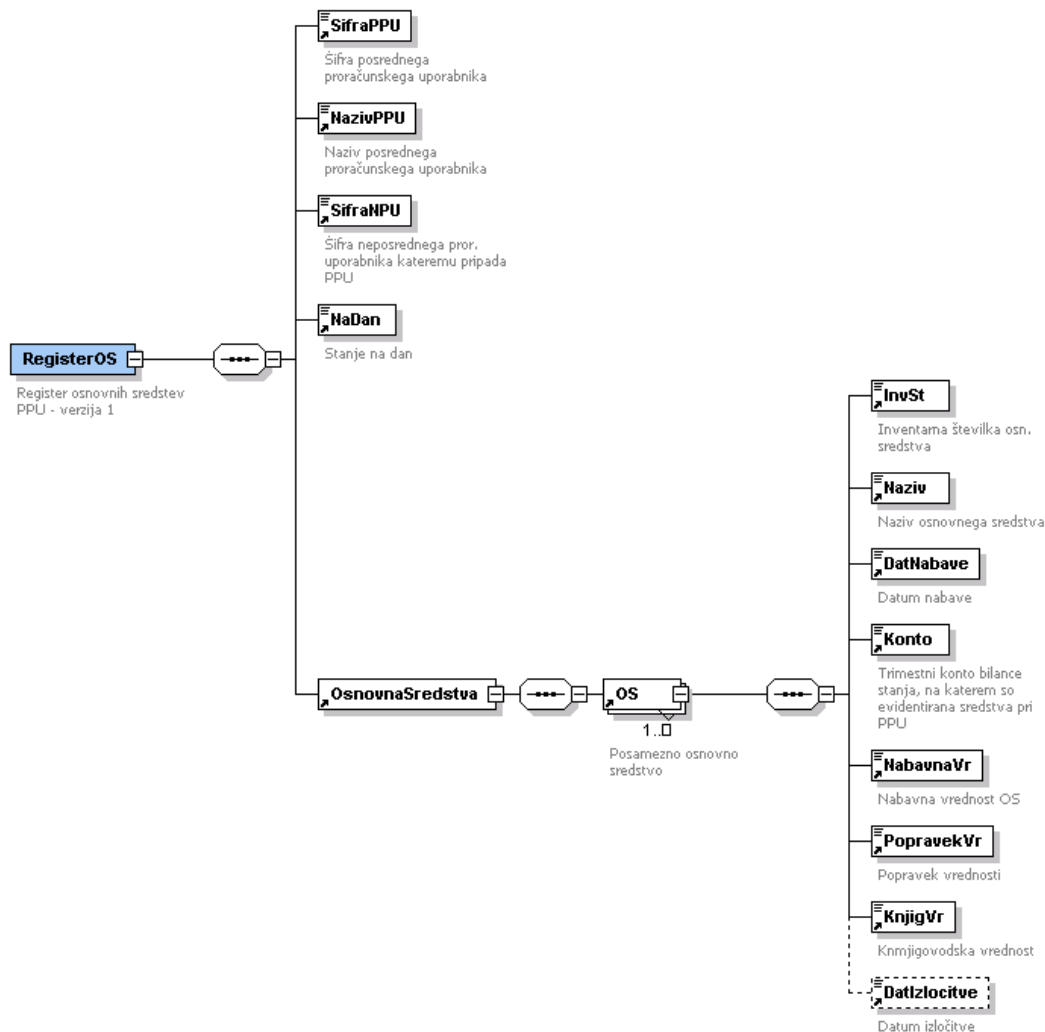 SifraPPU
Šifra posrednega
proračunskega uporabnika
NazivPPU
Naziv posrednega
proračunskega uporabnika
SifraNPU
Šifra neposrednega pror.
uporabnika kateremu pripada
PPU
NaDan
Stanje na dan
RegisterOS
Register osnovnih sredstev
PPU - verzija 1
OsnovnaSredstva
OS
1..
Posamezno osnovno
sredstvo
InvSt
Inventarna številka osn.
sredstva
Naziv
Naziv osnovnega sredstva
DatNabave
Datum nabave
Konto
Trimestni konto bilance
stanja, na katerem so
evidentirana sredstva pri
PPU
NabavnaVr
Nabavna vrednost OS
PopravekVr
Popravek vrednosti
KnjigVr
Knmjigovodska vrednost
DatIzlocitve
Datum izločitve